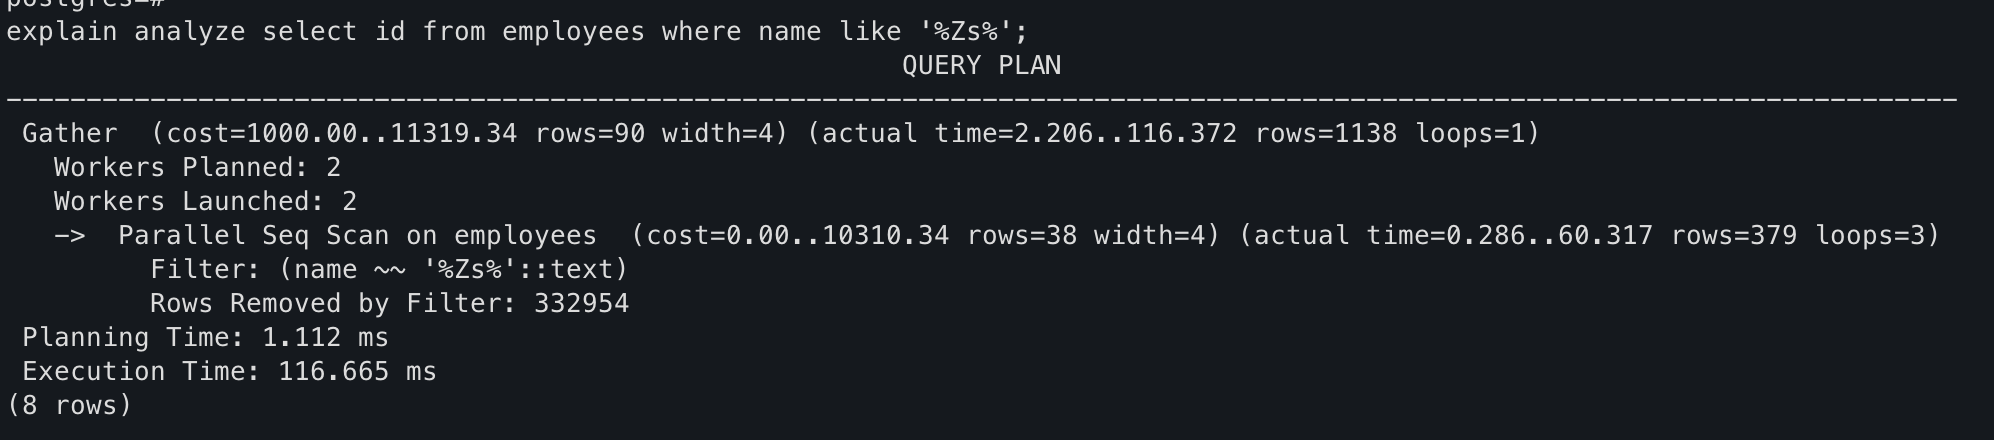 postgres=#
explain analyze select id from employees where name like '%Zs%';
QUERY PLAN
--------------------------------------------------------------------------------------------------------------------------
Gather  (cost=1000.00..11319.34 rows=90 width=4) (actual time=2.206..116.372 rows=1138 loops=1)
Workers Planned: 2
Workers Launched: 2
->  Parallel Seq Scan on employees  (cost=0.00..10310.34 rows=38 width=4) (actual time=0.286..60.317 rows=379 loops=3)
Filter: (name ~~ '%Zs%'::text)
Rows Removed by Filter: 332954
Planning Time: 1.112 ms
Execution Time: 116.665 ms
(8 rows)